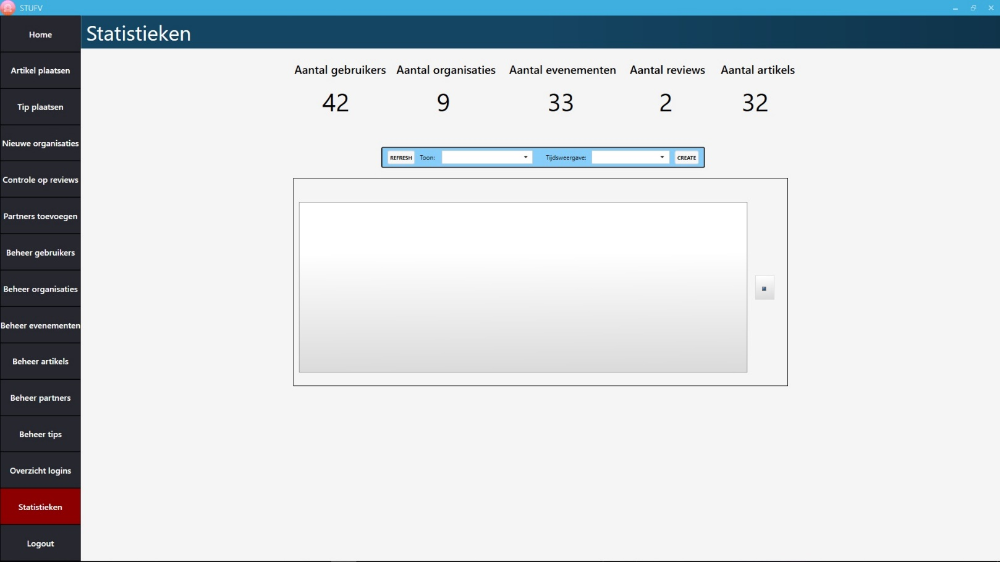 STUFV
Home
Statistieken
Artikel plaatsen
Tip plaatsen
Nieuwe organisaties
Controle op reviews
Partners toevoegen
Beheer gebruikers
Beheer organisaties
Beheer evenementen
Beheer artikels
Beheer partners
Beheer tips
Overzicht logins
Statistieken
Logout
Aantal gebruikers Aantal organisaties Aantal evenementen Aantal reviews Aantal artikels
42 9 33 2 32
REFRESH Toon: Tijdsweergave: CREATE